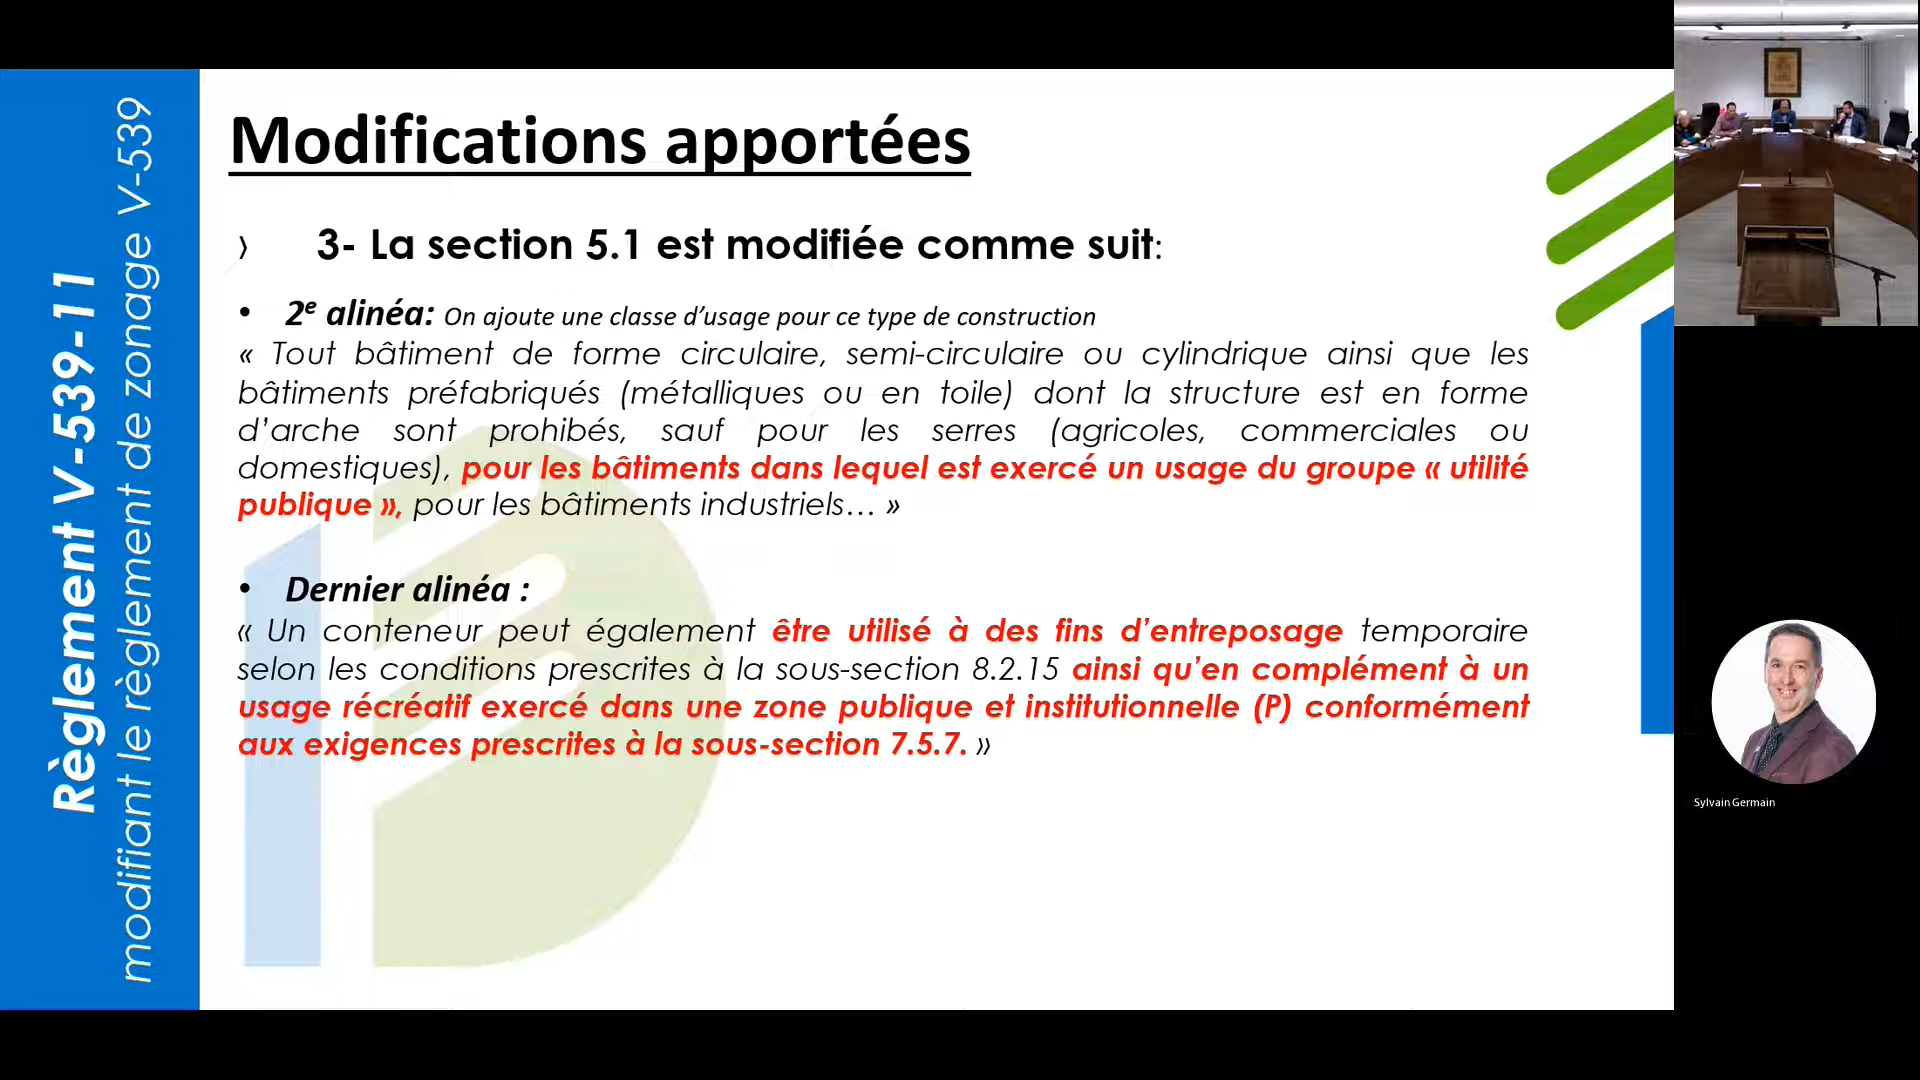 Règlement V-539-11
modifiant le règlement de zonage V-539
Modifications apportées
› 3- La section 5.1 est modifiée comme suit:
• 2e alinéa: On ajoute une classe d’usage pour ce type de construction
« Tout bâtiment de forme circulaire, semi-circulaire ou cylindrique ainsi que les
bâtiments préfabriqués (métalliques ou en toile) dont la structure est en forme
d’arche sont prohibés, sauf pour les serres (agricoles, commerciales ou
domestiques), pour les bâtiments dans lequel est exercé un usage du groupe « utilité
publique », pour les bâtiments industriels… »
• Dernier alinéa :
« Un conteneur peut également être utilisé à des fins d’entreposage temporaire
selon les conditions prescrites à la sous-section 8.2.15 ainsi qu’en complément à un
usage récréatif exercé dans une zone publique et institutionnelle (P) conformément
aux exigences prescrites à la sous-section 7.5.7. »
Sylvain Germain